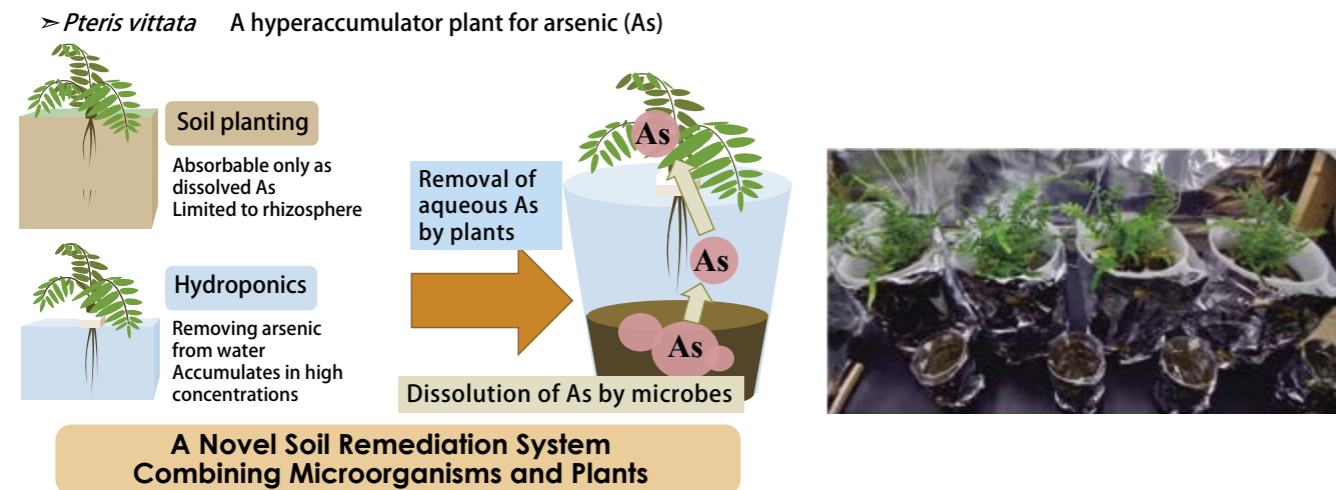 ➢ Pteris vittata A hyperaccumulator plant for arsenic (As)
Soil planting
Absorbable only as
dissolved As
Limited to rhizosphere
Hydroponics
Removing arsenic
from water
Accumulates in high
concentrations
Removal of
aqueous As
by plants
As
As
As
Dissolution of As by microbes
A Novel Soil Remediation System
Combining Microorganisms and Plants